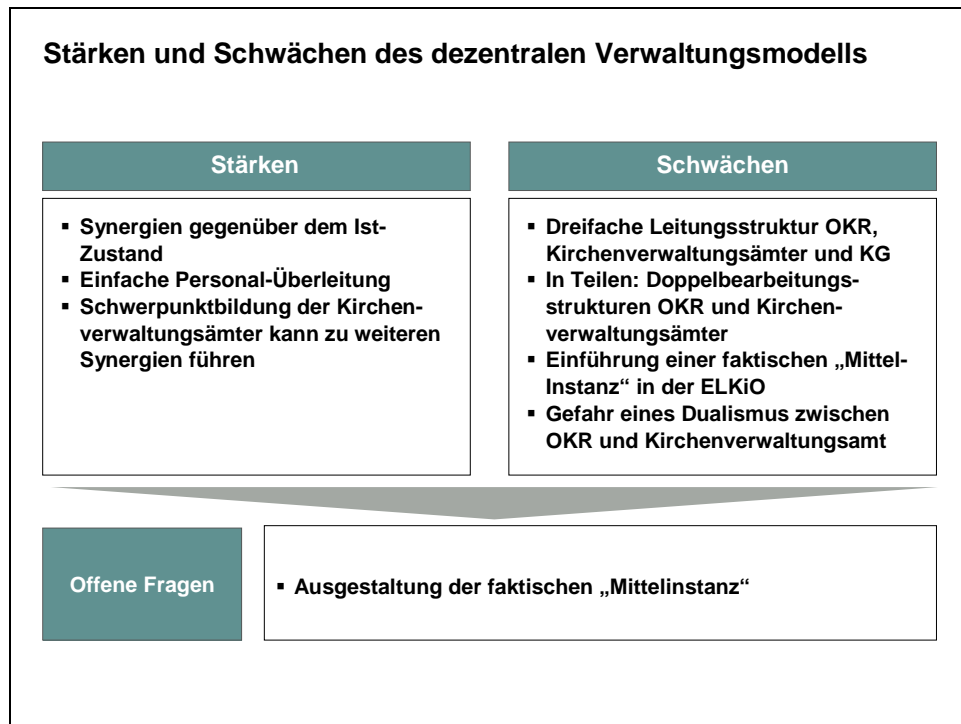 Stärken und Schwächen des dezentralen Verwaltungsmodells
Stärken
▪ Synergien gegenüber dem Ist-
Zustand
▪ Einfache Personal-Überleitung
▪ Schwerpunktbildung der Kirchen-
verwaltungsämter kann zu weiteren
Synergien führen
Schwächen
▪ Dreifache Leitungsstruktur OKR,
Kirchenverwaltungsämter und KG
▪ In Teilen: Doppelbearbeitungs-
strukturen OKR und Kirchen-
verwaltungsämter
▪ Einführung einer faktischen „Mittel-
Instanz“ in der ELKiO
▪ Gefahr eines Dualismus zwischen
OKR und Kirchenverwaltungsamt
Offene Fragen
▪ Ausgestaltung der faktischen „Mittelinstanz“